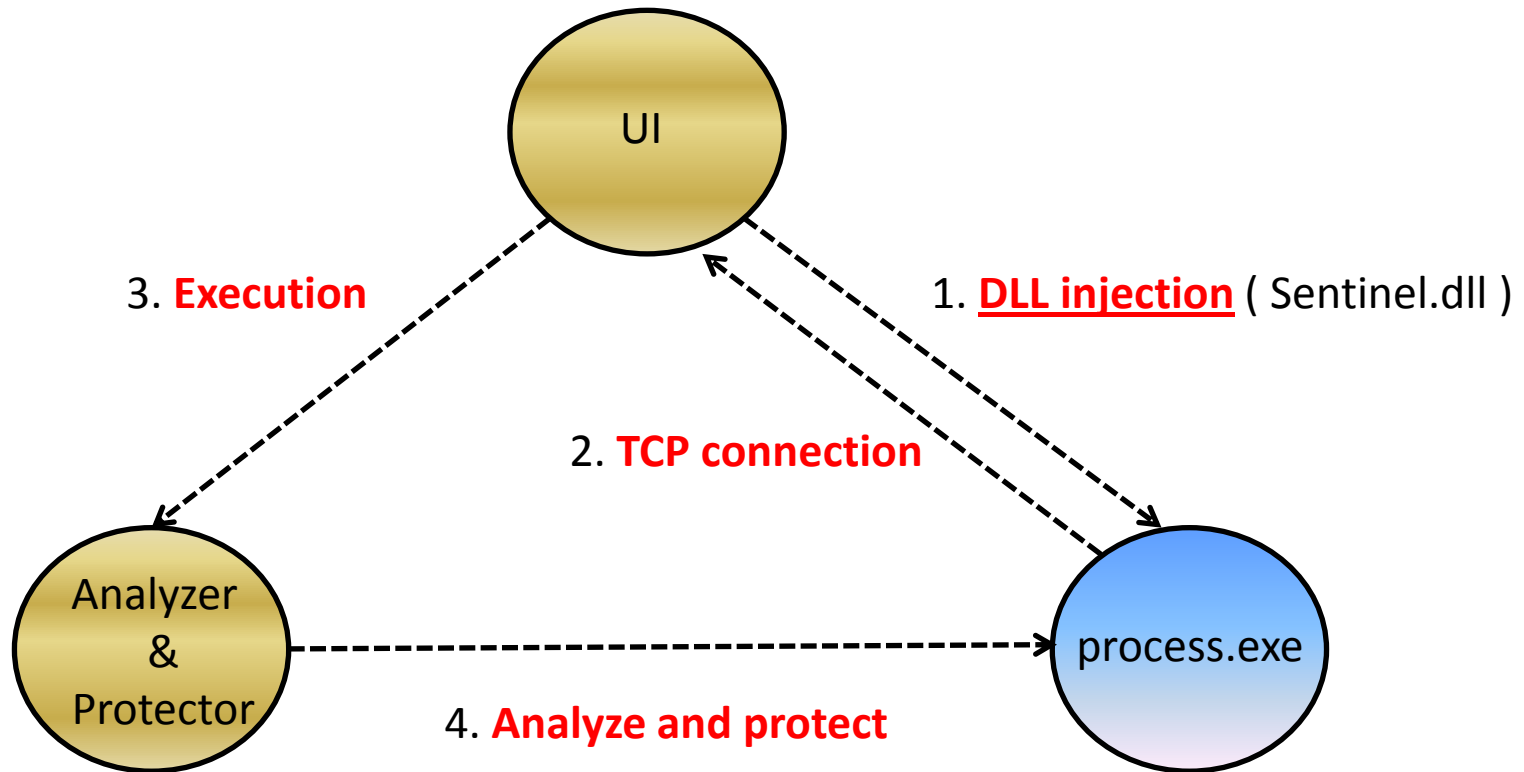 UI
3. Execution
1. DLL injection ( Sentinel.dll )
2. TCP connection
Analyzer
&
Protector
process.exe
4. Analyze and protect